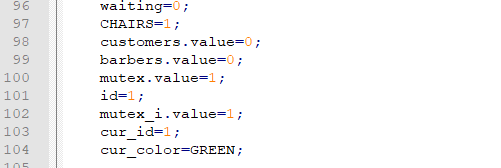 96 waiting=0;
97 CHAIRS=1;
98 customers.value=0;
99 barbers.value=0;
100 mutex.value=1;
101 id=1;
102 mutex_i.value=1;
103 cur_id=1;
104 cur_color=GREEN;
105